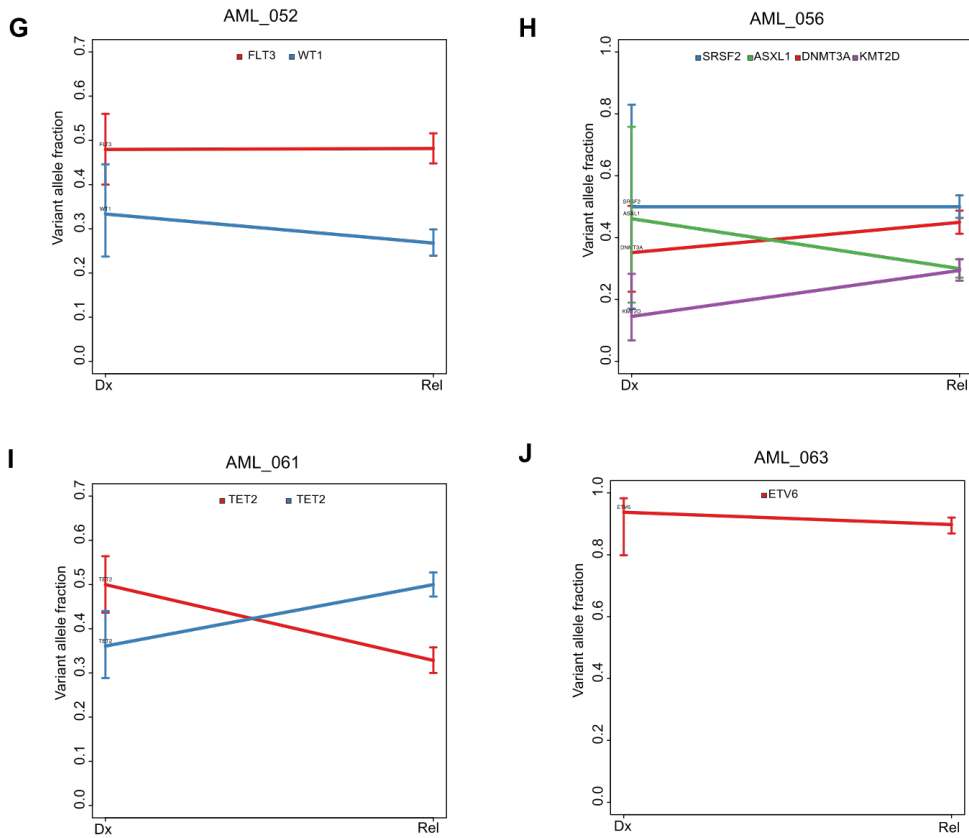 G
AML_052
FLT3 WT1
Variant allele fraction
0.7
0.6
0.5
0.4
0.3
0.2
0.1
0.0
FLT3
WT1
Dx Rel
H
AML_056
SRSF2 ASXL1 DNMT3A KMT2D
Variant allele fraction
1.0
0.8
0.6
0.4
0.2
0.0
SRSF2
ASXL1
DNMT3A
KMT2D
Dx Rel
I
AML_061
TET2 TET2
Variant allele fraction
0.7
0.6
0.5
0.4
0.3
0.2
0.1
0.0
TET2
TET2
Dx Rel
J
AML_063
ETV6
Variant allele fraction
1.0
0.8
0.6
0.4
0.2
0.0
ETV6
Dx Rel